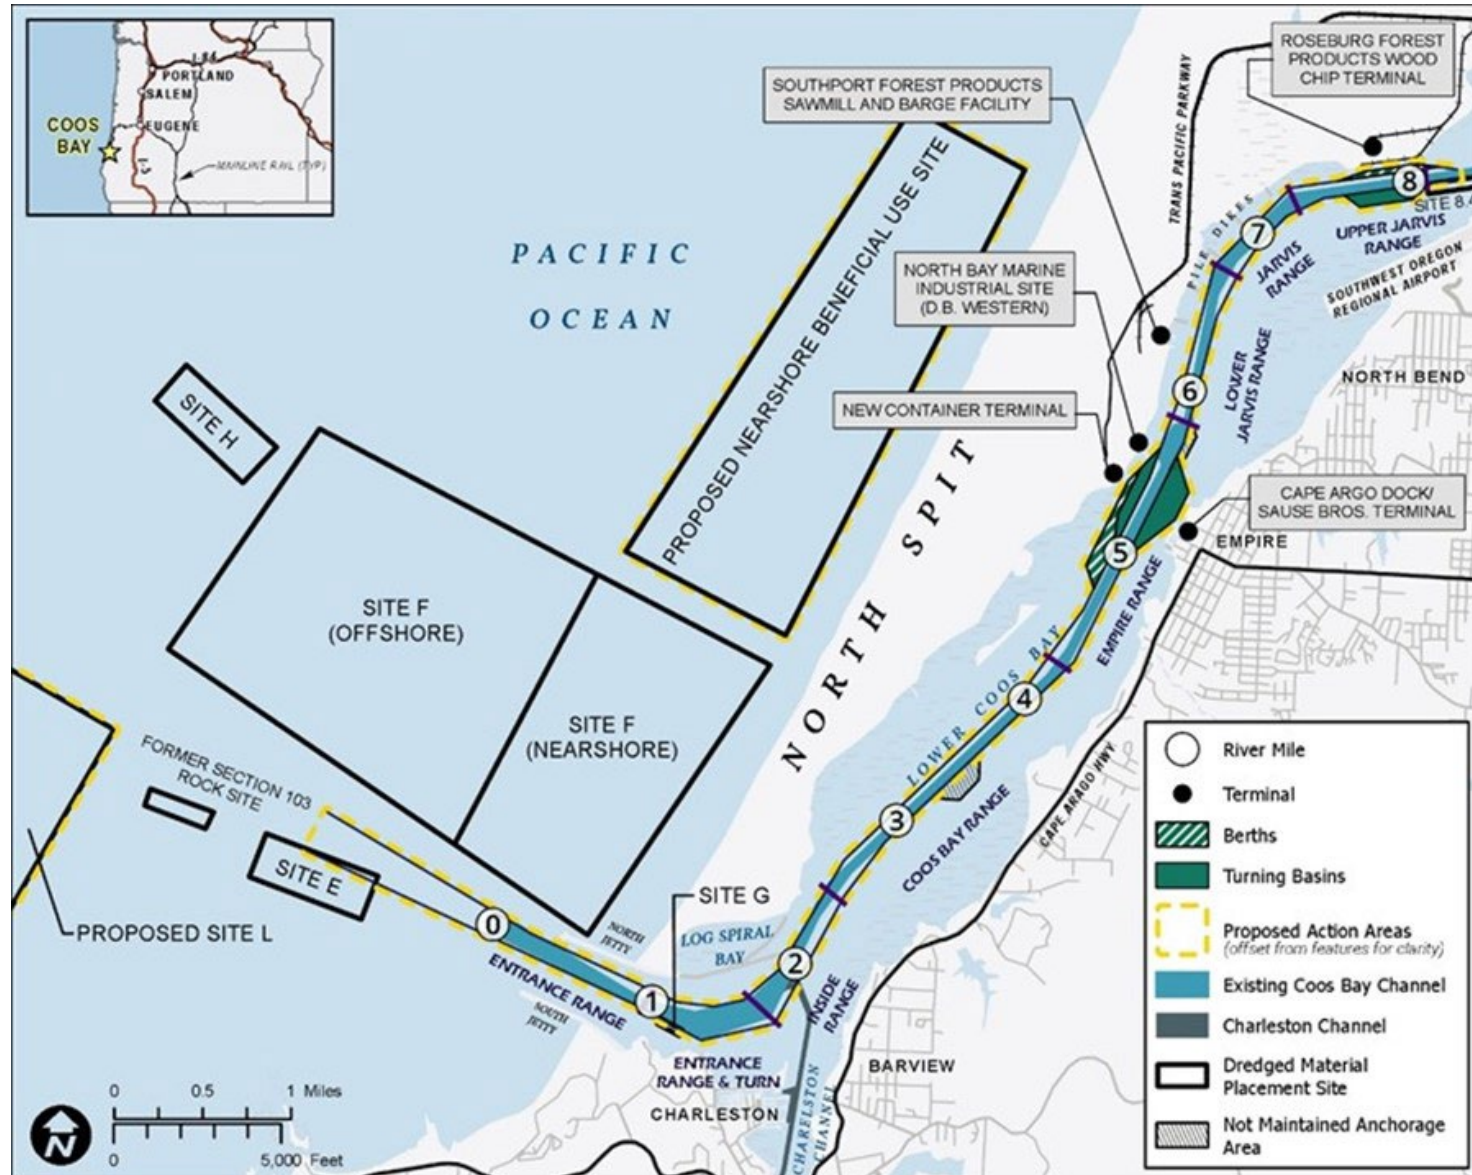 I-84
PORTLAND
SALEM
EUGENE
COOS
BAY
I-5
MAINLINE RAIL (TYP)
PACIFIC
OCEAN
SOUTHPORT FOREST PRODUCTS
SAWMILL AND BARGE FACILITY
ROSEBURG FOREST
PRODUCTS WOOD
CHIP TERMINAL
TRANS PACIFIC PARKWAY
8
SITE 8.4
PILE DIKES
7
JARVIS
RANGE
UPPER JARVIS
RANGE
SOUTHWEST OREGON
REGIONAL AIRPORT
NORTH BAY MARINE
INDUSTRIAL SITE
(D.B. WESTERN)
PROPOSED NEARSHORE BENEFICIAL USE SITE
6
LOWER
JARVIS RANGE
NORTH BEND
SITE H
NEW CONTAINER TERMINAL
CAPE ARGO DOCK/
SAUSE BROS. TERMINAL
EMPIRE
5
EMPIRE RANGE
NORTH SPIT
SITE F
(OFFSHORE)
SITE F
(NEARSHORE)
LOWER COOS BAY
4
3
COOS BAY RANGE
CAPE ARAGO HWY
FORMER SECTION 103
ROCK SITE
SITE E
PROPOSED SITE L
0
NORTH
JETTY
SITE G
LOG SPIRAL
BAY
2
INSIDE
RANGE
ENTRANCE RANGE
1
SOUTH
JETTY
ENTRANCE
RANGE & TURN
BARVIEW
CHARLESTON
CHARELSTON
CHANNEL
River Mile
Terminal
Berths
Turning Basins
Proposed Action Areas
(offset from features for clarity)
Existing Coos Bay Channel
Charleston Channel
Dredged Material
Placement Site
Not Maintained Anchorage
Area
N
0 0.5 1 Miles
0 5,000 Feet